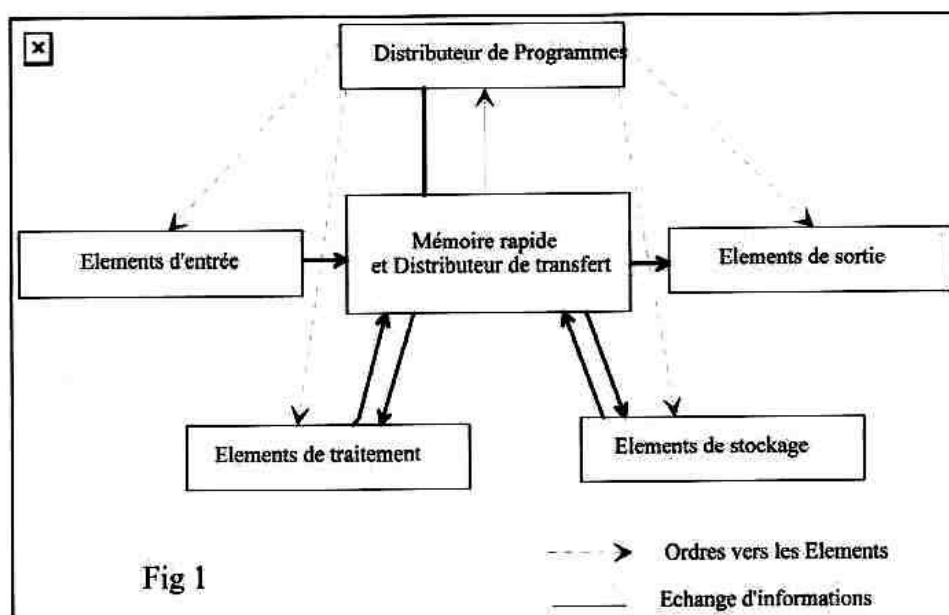 Distributeur de Programmes
Mémoire rapide
et Distributeur de transfert
Elements d'entrée
Elements de sortie
Elements de traitement
Elements de stockage
Ordres vers les Elements
Fig 1
Echange d'informations